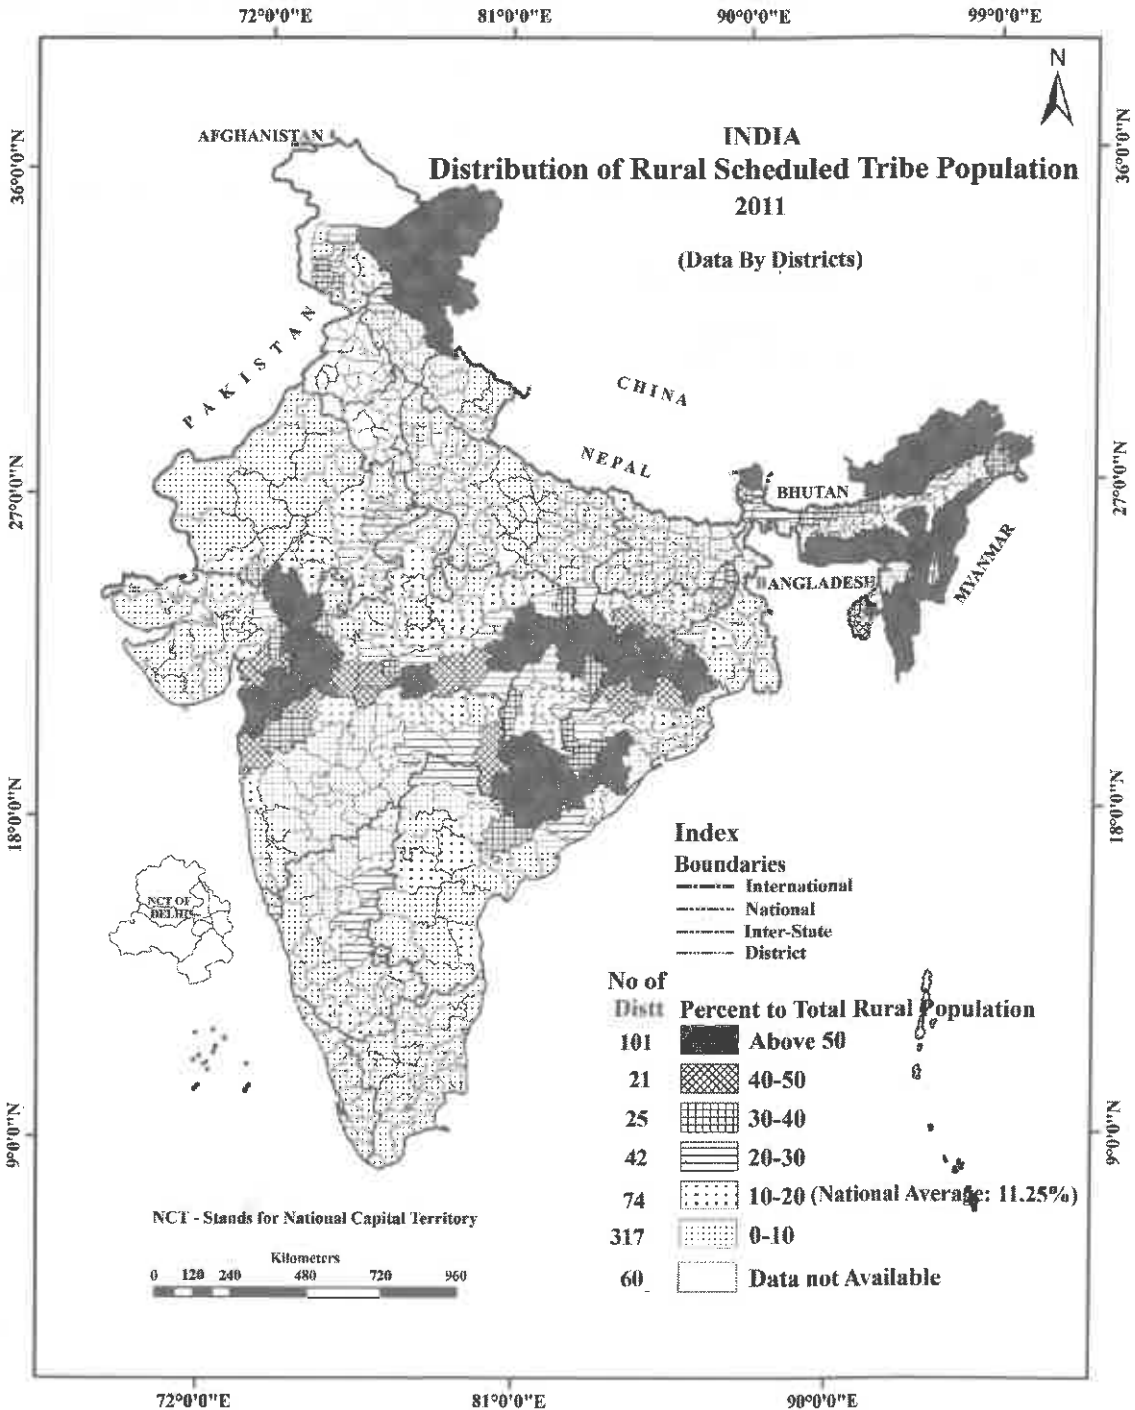 72°0'0"E 81°0'0"E 90°0'0"E 99°0'0"E
N
AFGHANISTAN
INDIA
Distribution of Rural Scheduled Tribe Population
2011
(Data By Districts)
36°0'0"N
36°0'0"N
PAKISTAN
CHINA
NEPAL
BHUTAN
27°0'0"N
27°0'0"N
BANGLADESH
MYANMAR
18°0'0"N
18°0'0"N
NCT OF
DELHI
Index
Boundaries
International
National
Inter-State
District
No of
Distt Percent to Total Rural Population
101 Above 50
21 40-50
25 30-40
42 20-30
74 10-20 (National Average: 11.25%)
317 0-10
60 Data not Available
9°0'0"N
9°0'0"N
NCT - Stands for National Capital Territory
Kilometers
0 120 240 480 720 960
72°0'0"E 81°0'0"E 90°0'0"E